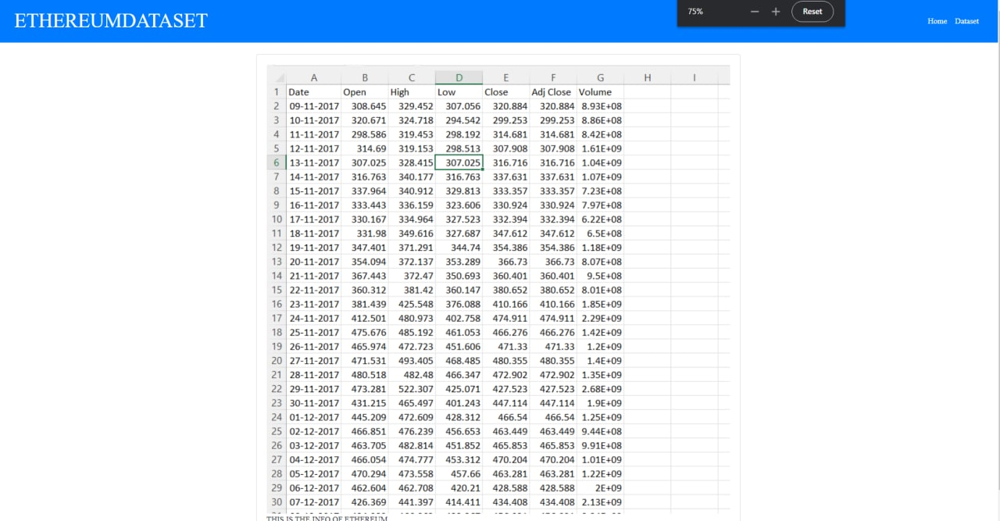 ETHEREUMDATASET
75% − + Reset
Home Dataset
A B C D E F G H I
1 Date Open High Low Close Adj Close Volume
2 09-11-2017 308.645 329.452 307.056 320.884 320.884 8.93E+08
3 10-11-2017 320.671 324.718 294.542 299.253 299.253 8.86E+08
4 11-11-2017 298.586 319.453 298.192 314.681 314.681 8.42E+08
5 12-11-2017 314.69 319.153 298.513 307.908 307.908 1.61E+09
6 13-11-2017 307.025 328.415 307.025 316.716 316.716 1.04E+09
7 14-11-2017 316.763 340.177 316.763 337.631 337.631 1.07E+09
8 15-11-2017 337.964 340.912 329.813 333.357 333.357 7.23E+08
9 16-11-2017 333.443 336.159 323.606 330.924 330.924 7.97E+08
10 17-11-2017 330.167 334.964 327.523 332.394 332.394 6.22E+08
11 18-11-2017 331.98 349.616 327.687 347.612 347.612 6.5E+08
12 19-11-2017 347.401 371.291 344.74 354.386 354.386 1.18E+09
13 20-11-2017 354.094 372.137 353.289 366.73 366.73 8.07E+08
14 21-11-2017 367.443 372.47 350.693 360.401 360.401 9.5E+08
15 22-11-2017 360.312 381.42 360.147 380.652 380.652 8.01E+08
16 23-11-2017 381.439 425.548 376.088 410.166 410.166 1.85E+09
17 24-11-2017 412.501 480.973 402.758 474.911 474.911 2.29E+09
18 25-11-2017 475.676 485.192 461.053 466.276 466.276 1.42E+09
19 26-11-2017 465.974 472.723 451.606 471.33 471.33 1.2E+09
20 27-11-2017 471.531 493.405 468.485 480.355 480.355 1.4E+09
21 28-11-2017 480.518 482.48 466.347 472.902 472.902 1.35E+09
22 29-11-2017 473.281 522.307 425.071 427.523 427.523 2.68E+09
23 30-11-2017 431.215 465.497 401.243 447.114 447.114 1.9E+09
24 01-12-2017 445.209 472.609 428.312 466.54 466.54 1.25E+09
25 02-12-2017 466.851 476.239 456.653 463.449 463.449 9.44E+08
26 03-12-2017 463.705 482.814 451.852 465.853 465.853 9.91E+08
27 04-12-2017 466.054 474.777 453.312 470.204 470.204 1.01E+09
28 05-12-2017 470.294 473.558 457.66 463.281 463.281 1.22E+09
29 06-12-2017 462.604 462.708 420.21 428.588 428.588 2E+09
30 07-12-2017 426.369 441.397 414.411 434.408 434.408 2.13E+09
THIS IS THE INFO OF ETHEREUM